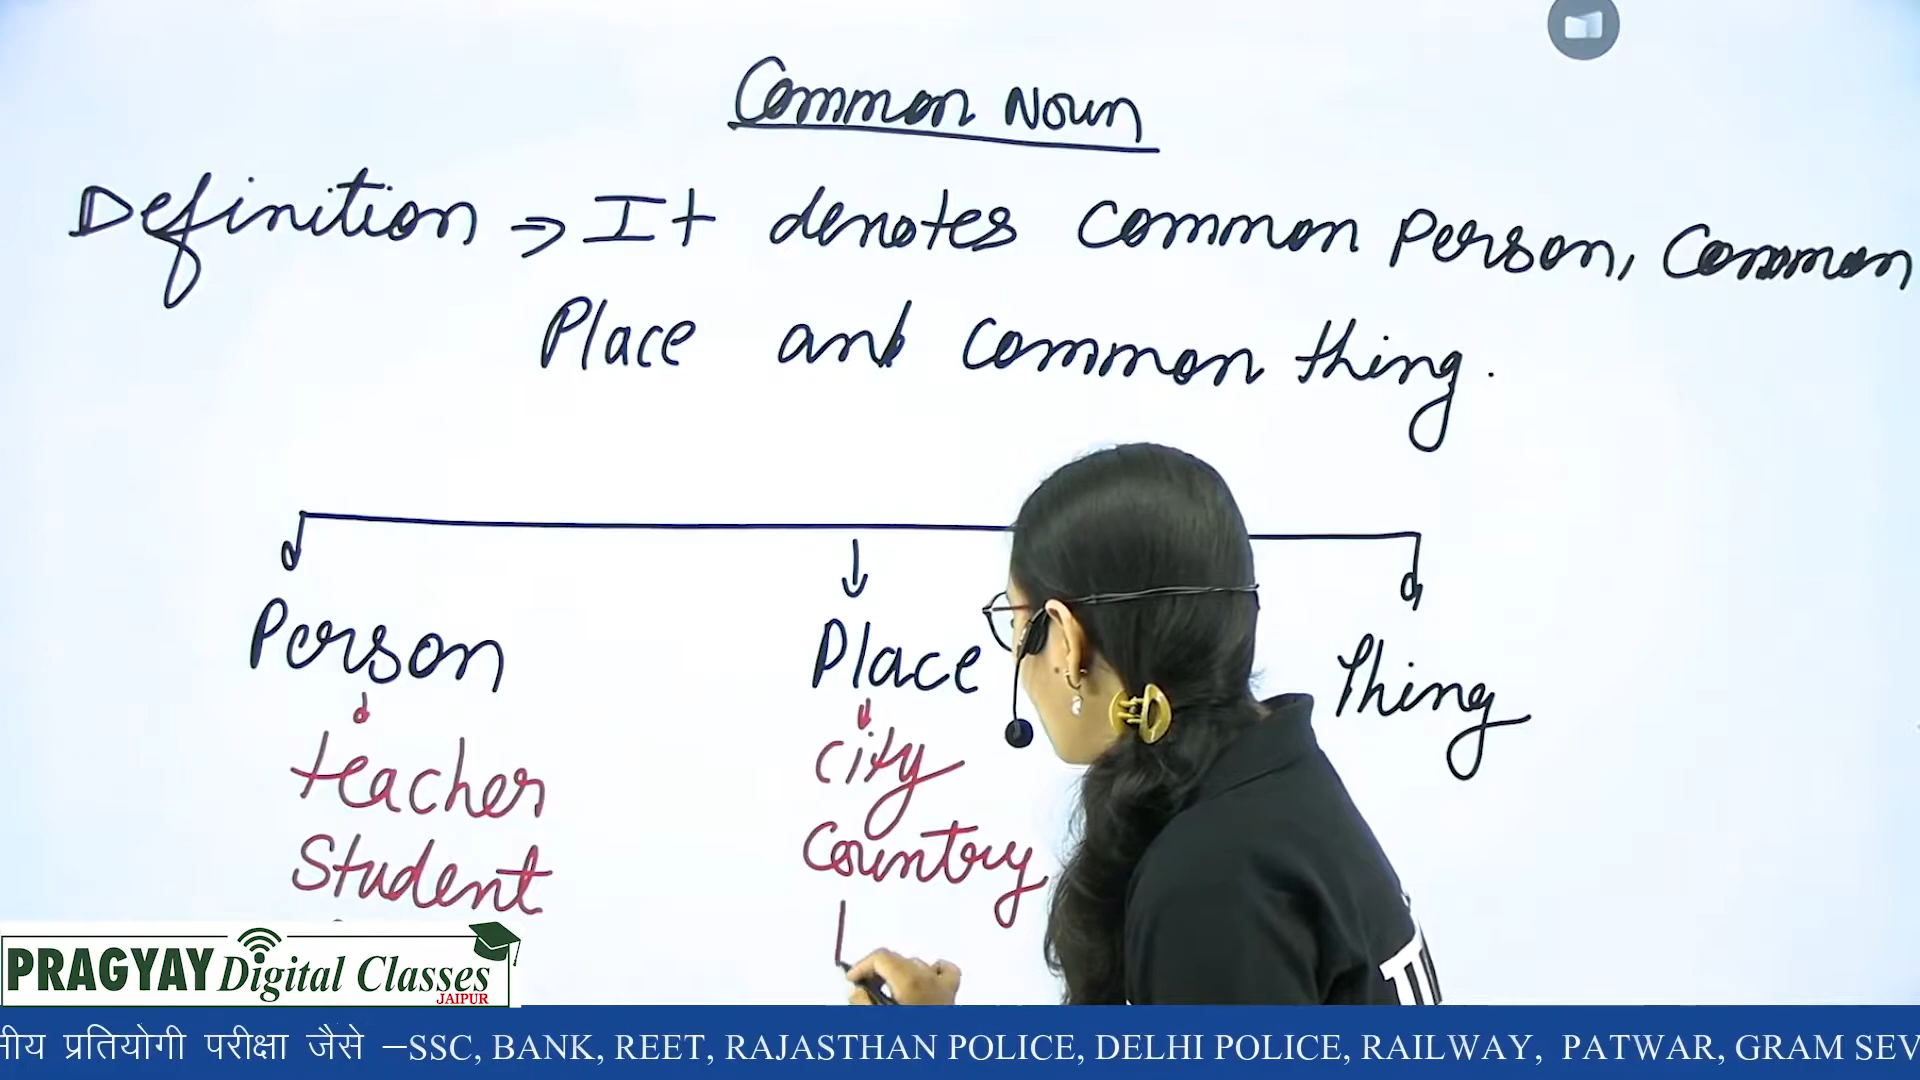 Common Noun
Definition → It denotes common Person, Common
Place and common thing.
Person
Place
Thing
teacher
city
Student
Country
PRAGYAY Digital Classes
JAIPUR
प्रतियोगी परीक्षा जैसे –SSC, BANK, REET, RAJASTHAN POLICE, DELHI POLICE, RAILWAY, PATWAR, GRAM SEV